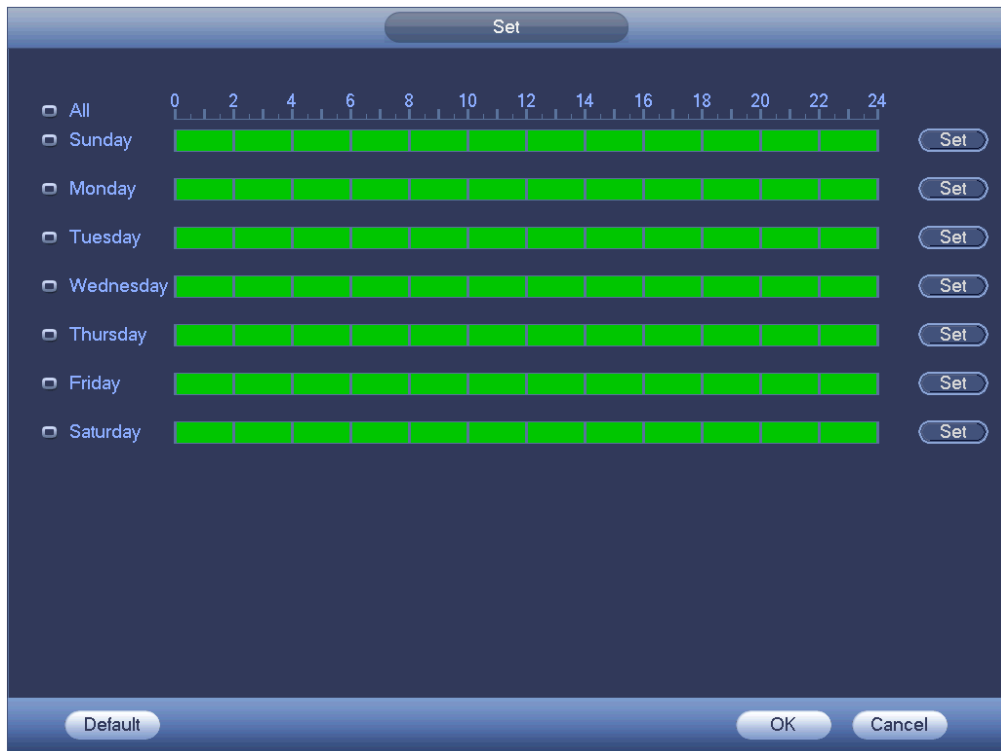 Set
All 0 2 4 6 8 10 12 14 16 18 20 22 24
Sunday Set
Monday Set
Tuesday Set
Wednesday Set
Thursday Set
Friday Set
Saturday Set
Default OK Cancel